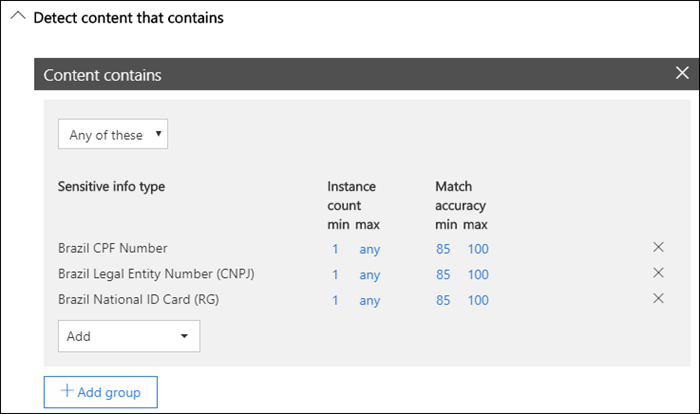 Detect content that contains
Content contains
Any of these
Sensitive info type Instance count min max Match accuracy min max
Brazil CPF Number 1 any 85 100
Brazil Legal Entity Number (CNPJ) 1 any 85 100
Brazil National ID Card (RG) 1 any 85 100
Add
+ Add group